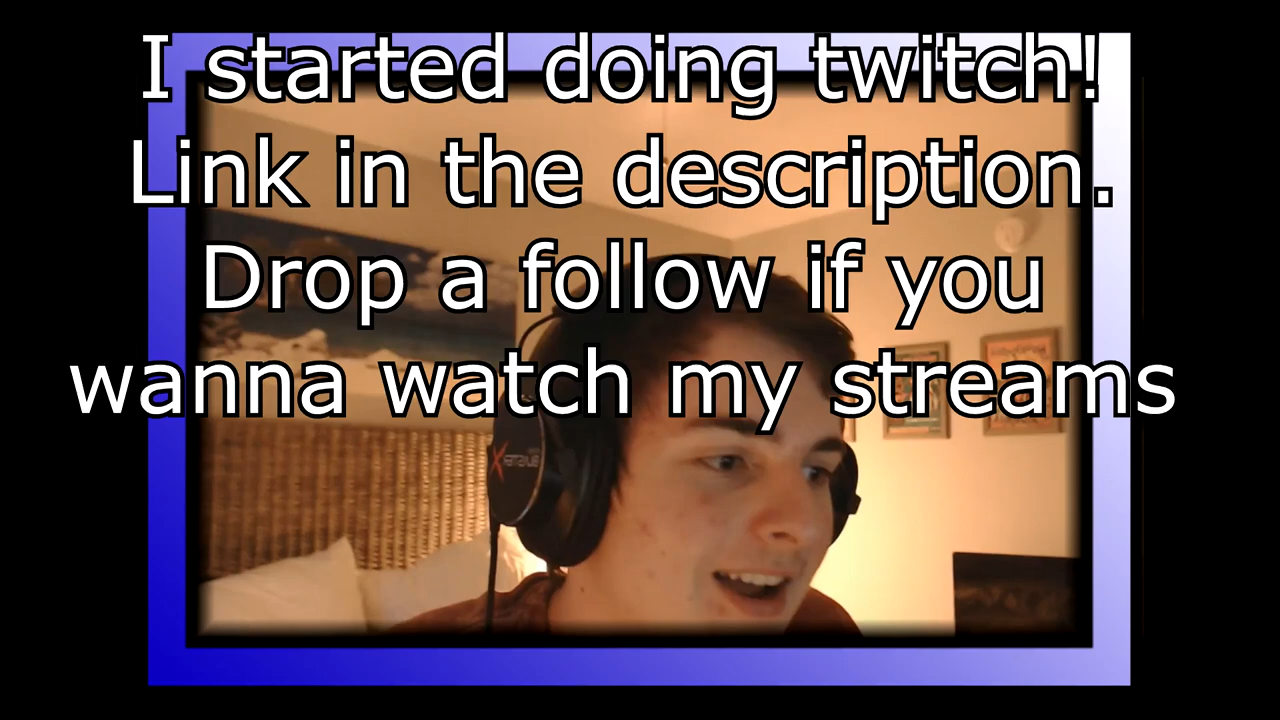 I started doing twitch!
Link in the description.
Drop a follow if you
wanna watch my streams